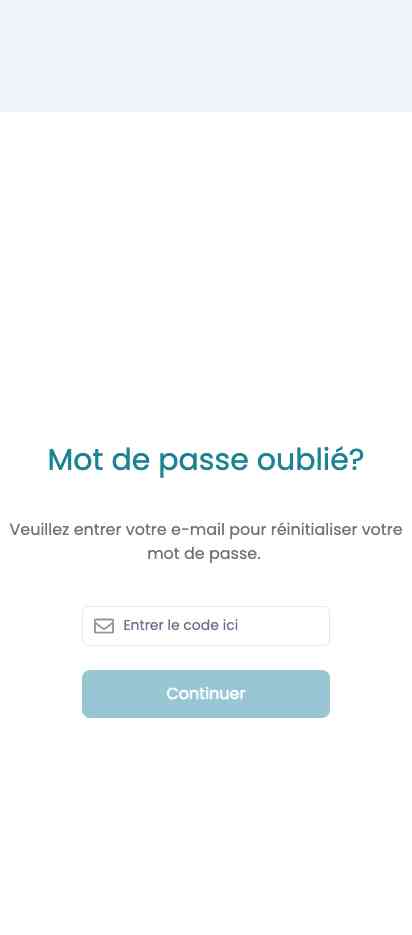 Mot de passe oublié?
Veuillez entrer votre e-mail pour réinitialiser votre
mot de passe.
Entrer le code ici
Continuer